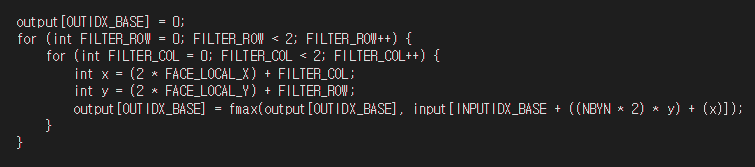 output[OUTIDX_BASE] = 0;
for (int FILTER_ROW = 0; FILTER_ROW < 2; FILTER_ROW++) {
    for (int FILTER_COL = 0; FILTER_COL < 2; FILTER_COL++) {
        int x = (2 * FACE_LOCAL_X) + FILTER_COL;
        int y = (2 * FACE_LOCAL_Y) + FILTER_ROW;
        output[OUTIDX_BASE] = fmax(output[OUTIDX_BASE], input[INPUTIDX_BASE + ((NBYN * 2) * y) + (x)]);
    }
}